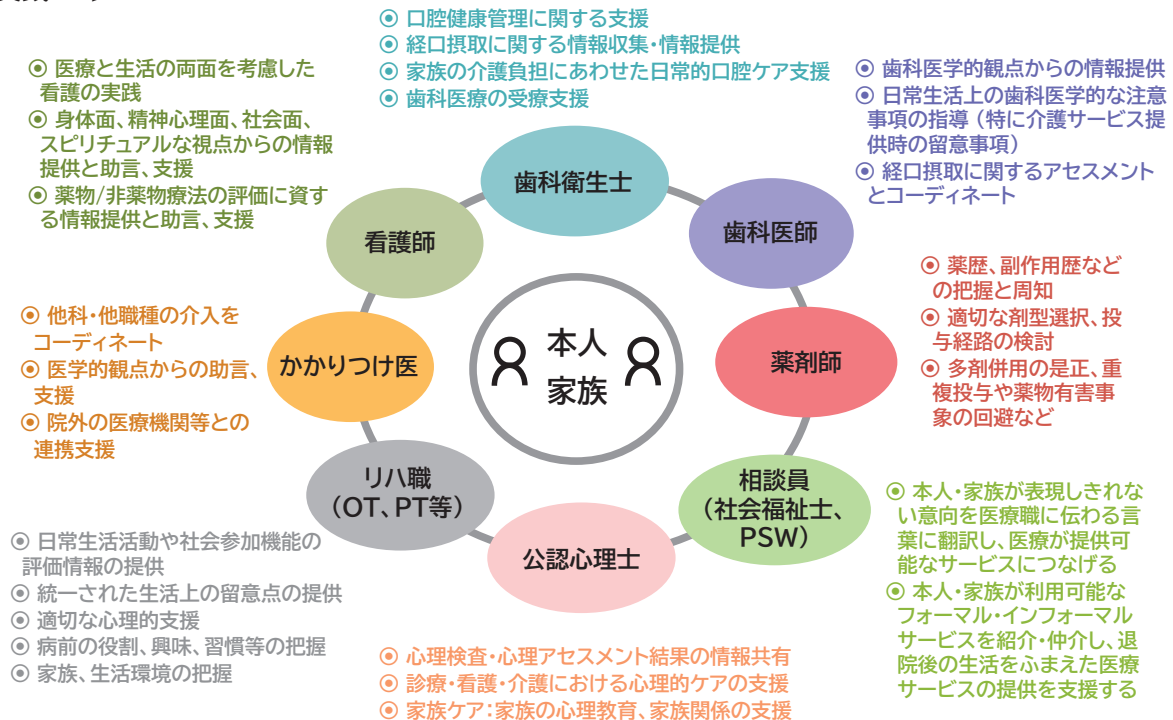 ◉ 口腔健康管理に関する支援
◉ 経口摂取に関する情報収集・情報提供
◉ 家族の介護負担にあわせた日常的口腔ケア支援
◉ 歯科医療の受療支援
◉ 医療と生活の両面を考慮した
看護の実践
◉ 身体面、精神心理面、社会面、
スピリチュアルな視点からの情報
提供と助言、支援
◉ 薬物/非薬物療法の評価に資す
る情報提供と助言、支援
◉ 歯科医学的観点からの情報提供
◉ 日常生活上の歯科医学的な注意
事項の指導（特に介護サービス提
供時の留意事項）
◉ 経口摂取に関するアセスメント
とコーディネート
歯科衛生士
看護師
歯科医師
◉ 他科・他職種の介入を
コーディネート
◉ 医学的観点からの助言、
支援
◉ 院外の医療機関等との
連携支援
かかりつけ医
本人
家族
薬剤師
◉ 薬歴、副作用歴など
の把握と周知
◉ 適切な剤型選択、投
与経路の検討
◉ 多剤併用の是正、重
複投与や薬物有害事
象の回避など
リハ職
（OT、PT等）
公認心理士
相談員
（社会福祉士、
PSW）
◉ 日常生活活動や社会参加機能の
評価情報の提供
◉ 統一された生活上の留意点の提供
◉ 適切な心理的支援
◉ 病前の役割、興味、習慣等の把握
◉ 家族、生活環境の把握
◉ 心理検査・心理アセスメント結果の情報共有
◉ 診療・看護・介護における心理的ケアの支援
◉ 家族ケア：家族の心理教育、家族関係の支援
◉ 本人・家族が表現しきれな
い意向を医療職に伝わる言
葉に翻訳し、医療が提供可
能なサービスにつなげる
◉ 本人・家族が利用可能な
フォーマル・インフォーマル
サービスを紹介・仲介し、退
院後の生活をふまえた医療
サービスの提供を支援する